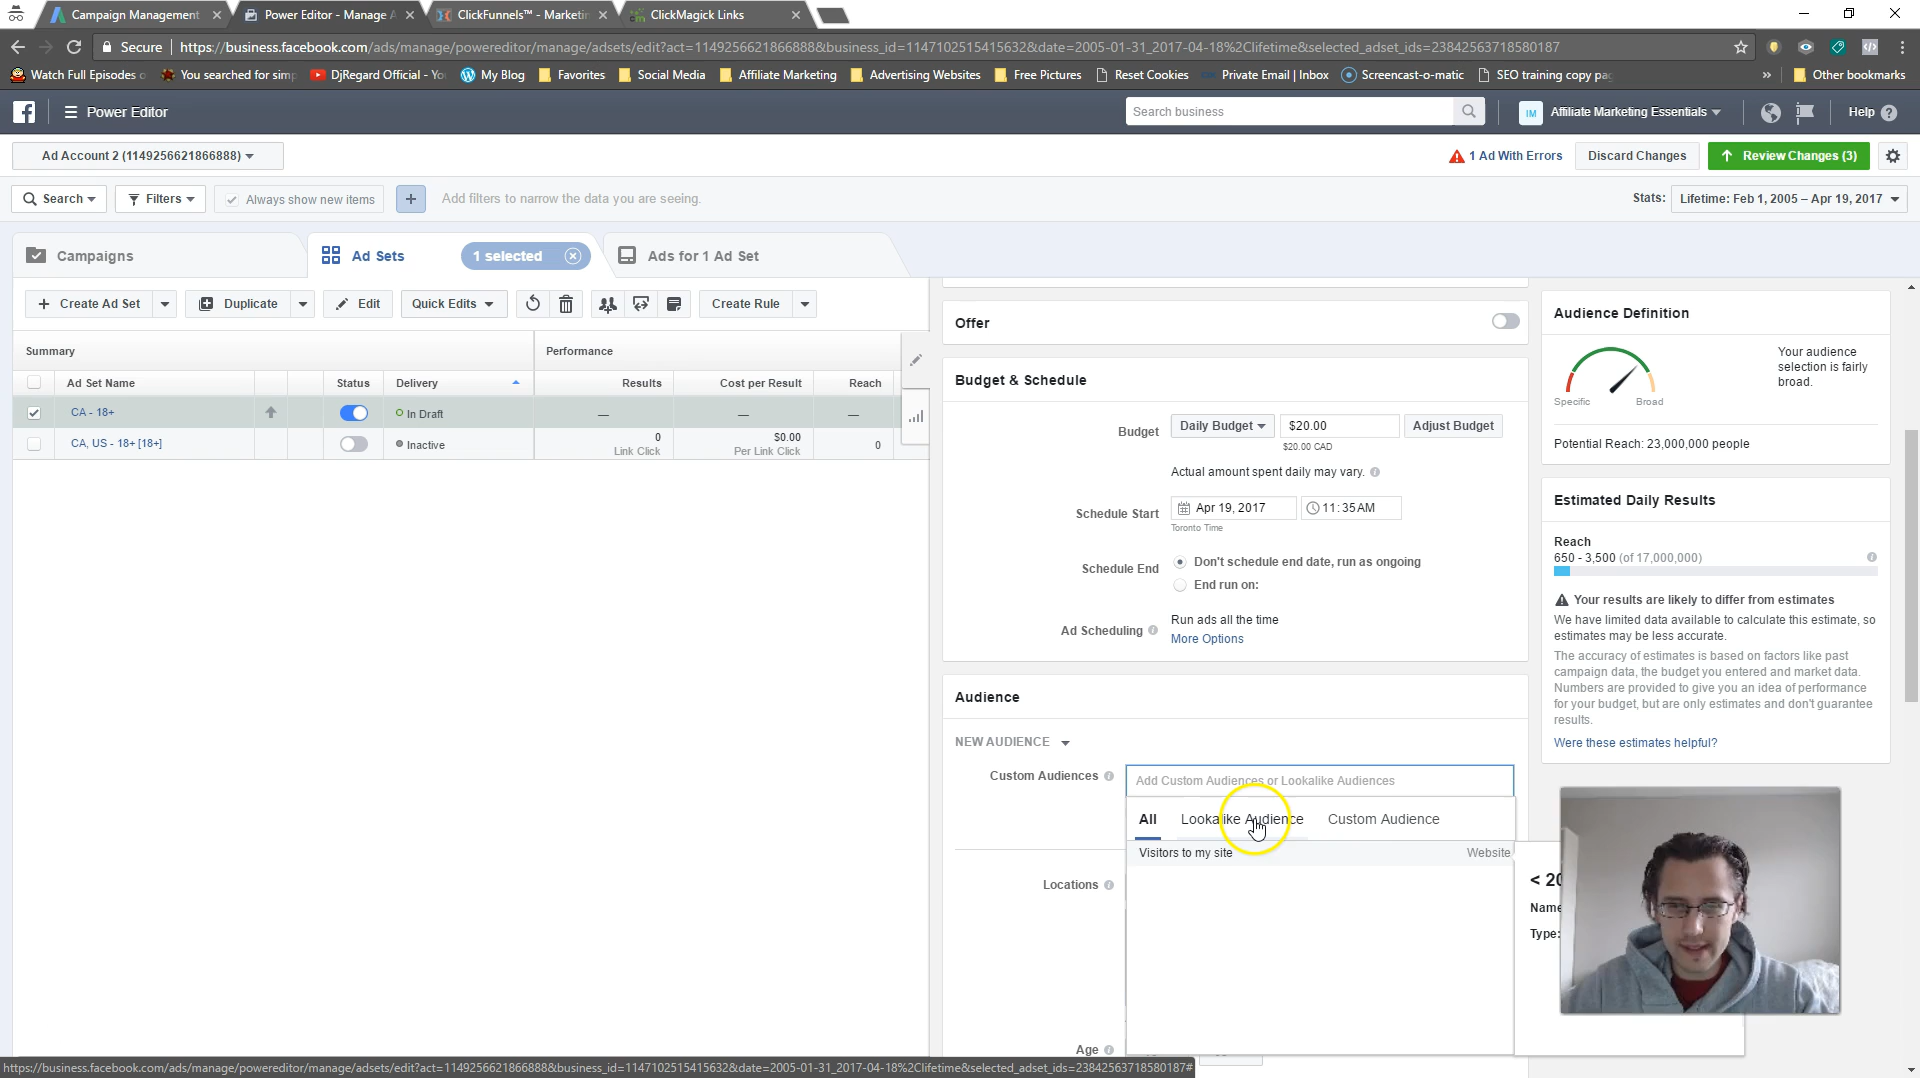 Campaign Management
Power Editor - Manage A
ClickFunnels™ - Marketin
ClickMagick Links
Secure
https://business.facebook.com/ads/manage/powereditor/manage/adsets/edit?act=1149256621866888&business_id=1147102515415632&date=2005-01-31_2017-04-18%2Clifetime&selected_adset_ids=23842563718580187
Watch Full Episodes o
You searched for simp
DjRegard Official - Yo
My Blog
Favorites
Social Media
Affiliate Marketing
Advertising Websites
Free Pictures
Reset Cookies
Private Email | Inbox
Screencast-o-matic
SEO training copy pag
»
Other bookmarks
Power Editor
Search business
IM
Affiliate Marketing Essentials
Help
Ad Account 2 (1149256621866888)
1 Ad With Errors
Discard Changes
Review Changes (3)
Search
Filters
Always show new items
+
Add filters to narrow the data you are seeing.
Stats:
Lifetime: Feb 1, 2005 – Apr 19, 2017
Campaigns
Ad Sets
1 selected
Ads for 1 Ad Set
+ Create Ad Set
Duplicate
Edit
Quick Edits
Create Rule
Summary
Performance
Ad Set Name
Status
Delivery
Results
Cost per Result
Reach
CA - 18+
In Draft
—
—
—
CA, US - 18+ [18+]
Inactive
0
Link Click
$0.00
Per Link Click
0
Offer
Budget & Schedule
Budget
Daily Budget
$20.00
Adjust Budget
$20.00 CAD
Actual amount spent daily may vary.
Schedule Start
Apr 19, 2017
11:35AM
Toronto Time
Schedule End
Don't schedule end date, run as ongoing
End run on:
Ad Scheduling
Run ads all the time
More Options
Audience
NEW AUDIENCE
Custom Audiences
Add Custom Audiences or Lookalike Audiences
All
Lookalike Audience
Custom Audience
Visitors to my site
Website
Locations
Age
< 20
Name
Type:
Audience Definition
Your audience
selection is fairly
broad.
Specific
Broad
Potential Reach: 23,000,000 people
Estimated Daily Results
Reach
650 - 3,500 (of 17,000,000)
Your results are likely to differ from estimates
We have limited data available to calculate this estimate, so
estimates may be less accurate.
The accuracy of estimates is based on factors like past
campaign data, the budget you entered and market data.
Numbers are provided to give you an idea of performance
for your budget, but are only estimates and don't guarantee
results.
Were these estimates helpful?
https://business.facebook.com/ads/manage/powereditor/manage/adsets/edit?act=1149256621866888&business_id=1147102515415632&date=2005-01-31_2017-04-18%2Clifetime&selected_adset_ids=23842563718580187#